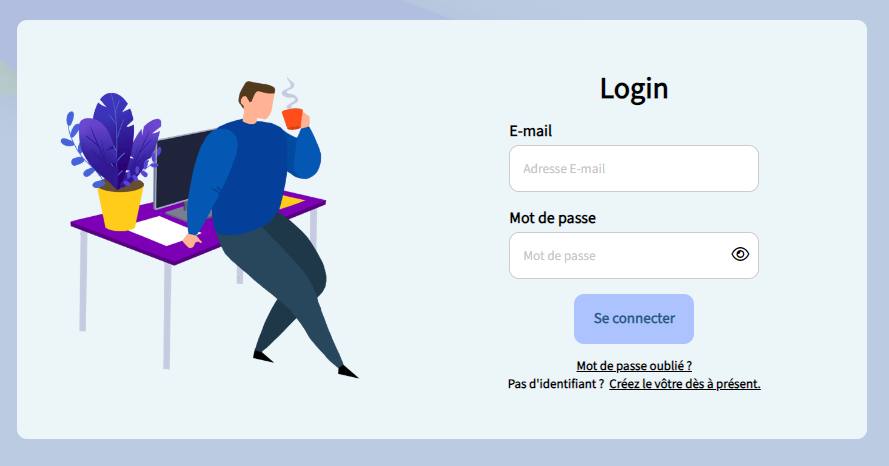 Login
E-mail
Adresse E-mail
Mot de passe
Mot de passe
Se connecter
Mot de passe oublié ?
Pas d'identifiant ? Créez le vôtre dès à présent.